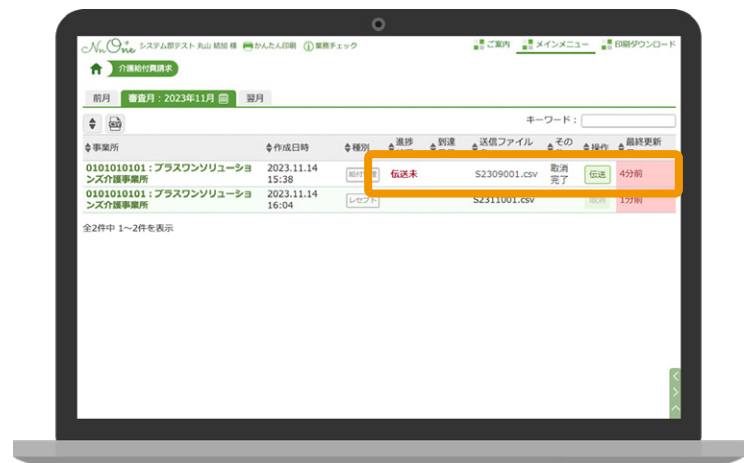 NnOne システム部テスト 丸山 結加 様 かんたん印刷 業務チェック ご案内 メインメニュー 印刷ダウンロード
介護給付費請求
前月 審査月：2023年11月 翌月
キーワード：
事業所 作成日時 種別 進捗 到達 送信ファイル その 操作 最終更新
0101010101：プラスワンソリューショ 2023.11.14 伝送未 S2309001.csv 取消 伝送 4分前
ンズ介護事業所 15:38 完了
0101010101：プラスワンソリューショ 2023.11.14 レセプト S2311001.csv 取消 1分前
ンズ介護事業所 16:04
全2件中 1～2件を表示